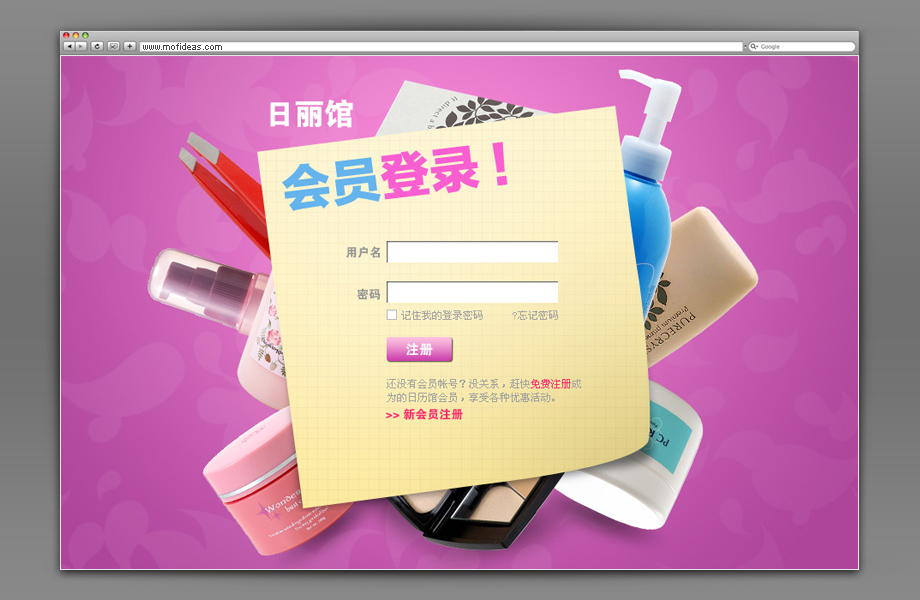 www.mofideas.com
Google
日丽馆
会员登录！
用户名
密码
记住我的登录密码 ?忘记密码
注册
还没有会员帐号？没关系，赶快免费注册成
为的日历馆会员，享受各种优惠活动。
>> 新会员注册
PURECRYS
PC
Wonder